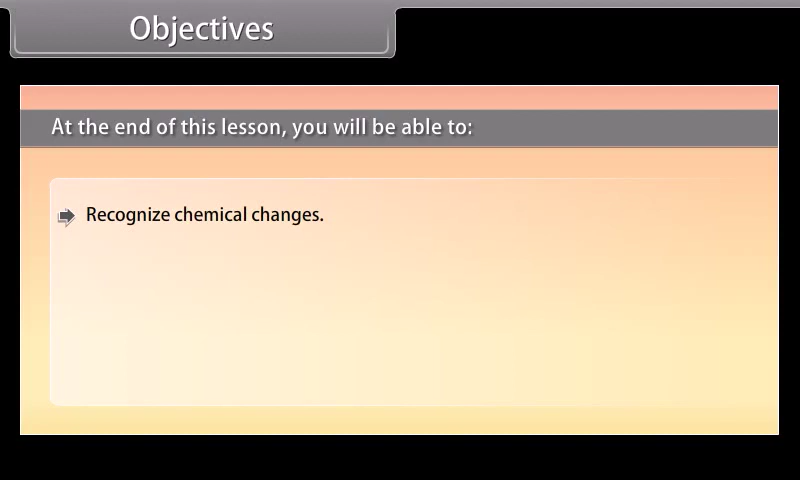 Objectives
At the end of this lesson, you will be able to:
Recognize chemical changes.